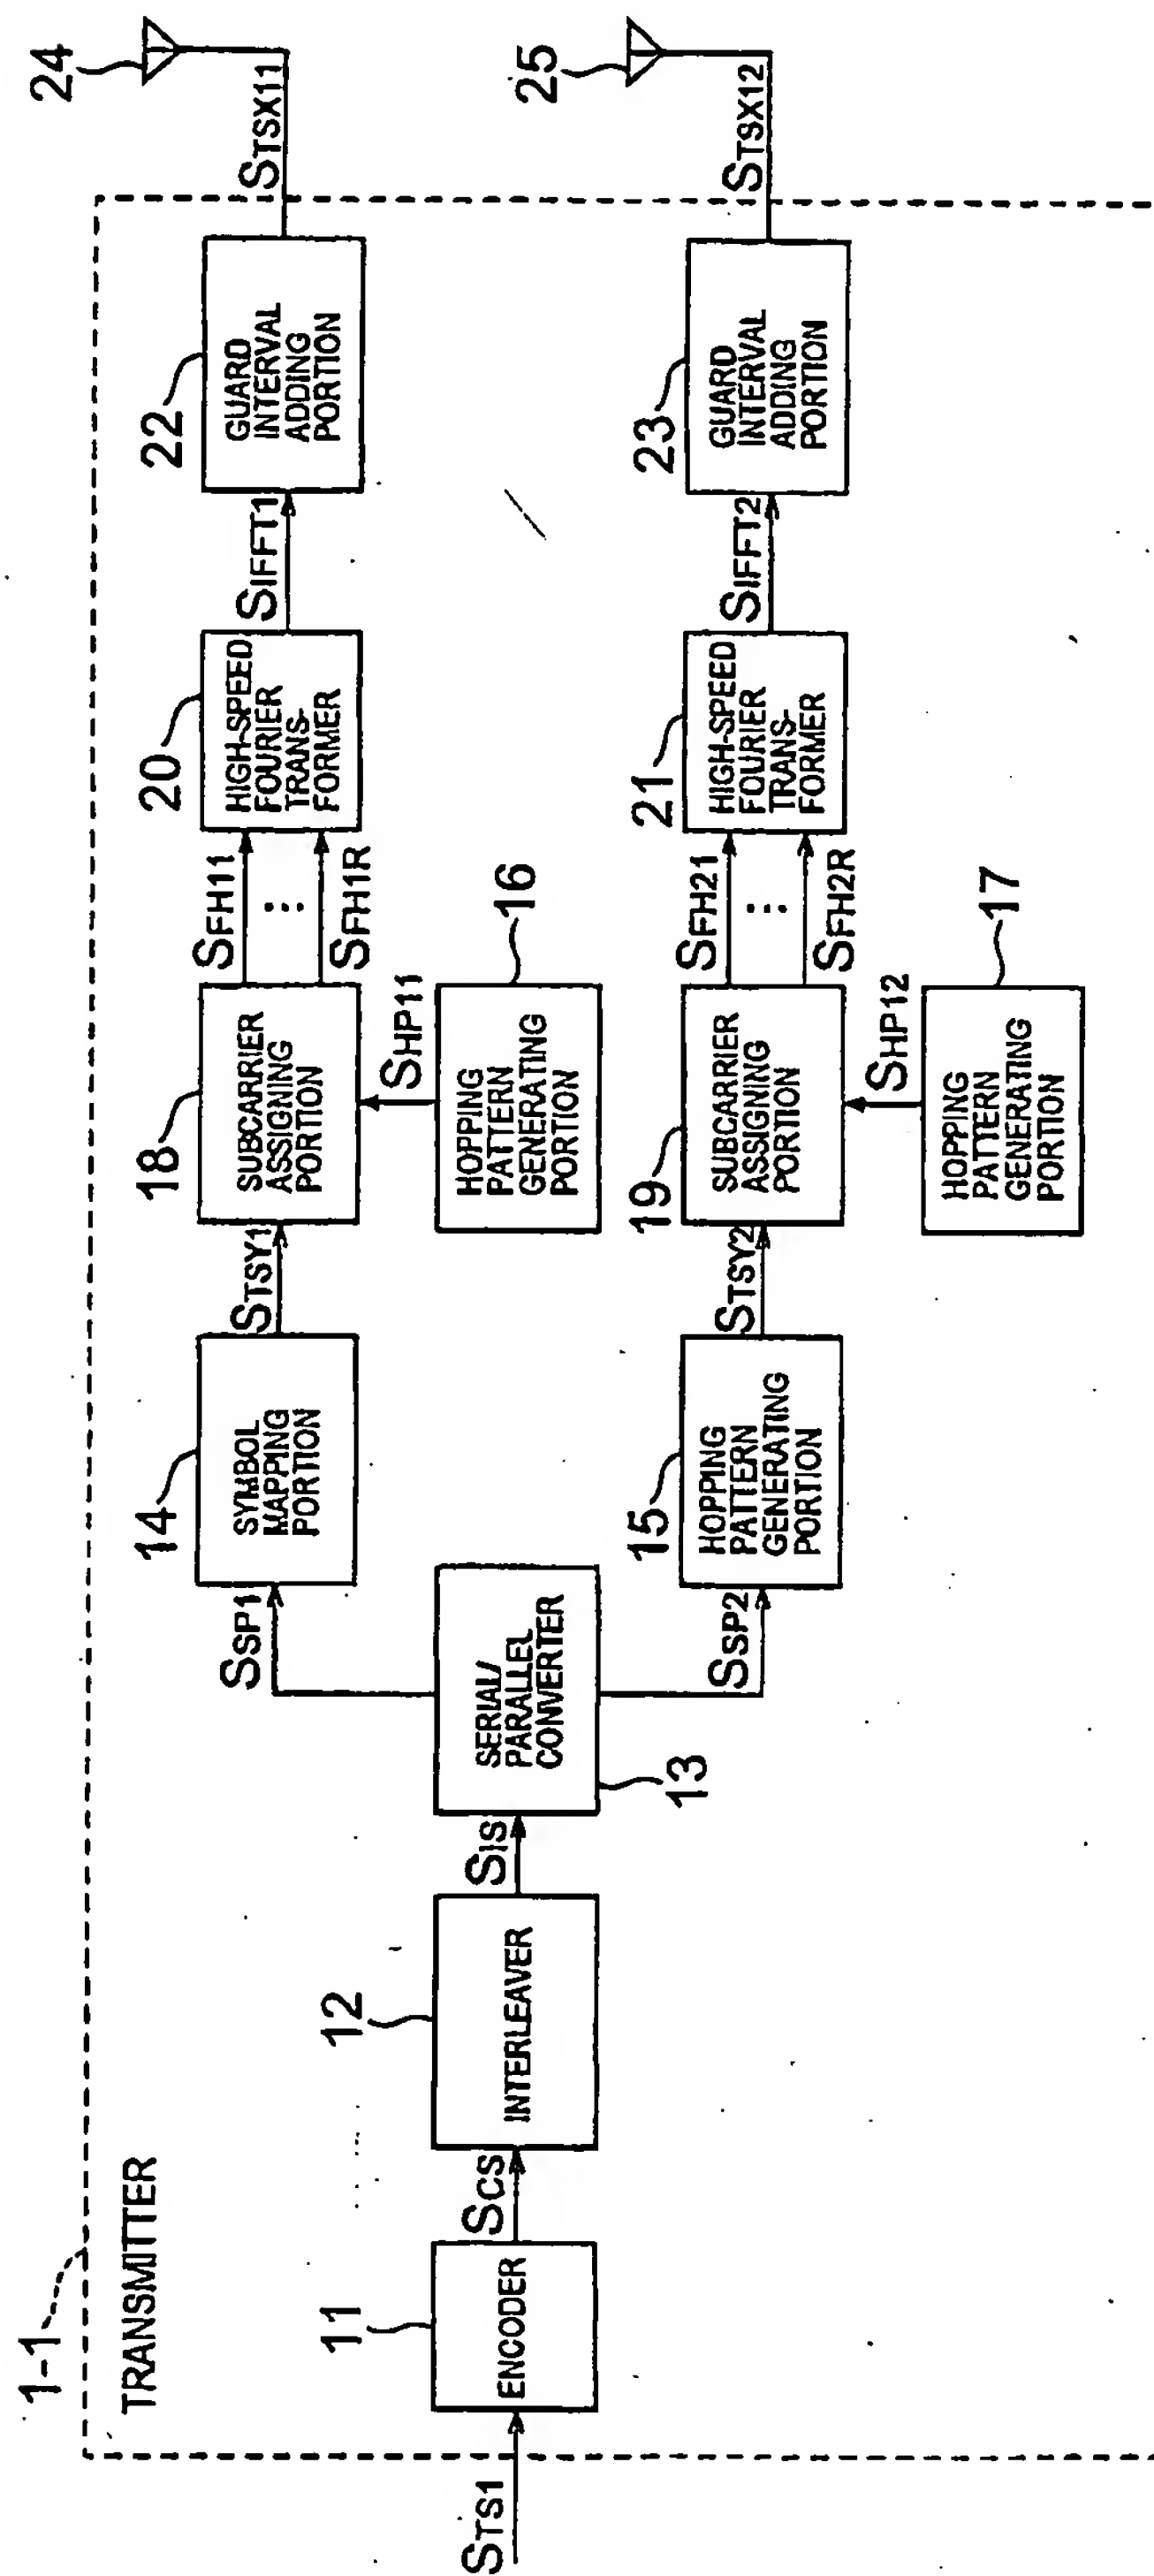 1-1
TRANSMITTER
STS1
11
ENCODER
SCS
12
INTERLEAVER
SIS
SERIAL/
PARALLEL
CONVERTER
13
SSP1
14
SYMBOL
MAPPING
PORTION
STSY1
18
SUBCARRIER
ASSIGNING
PORTION
SHP11
16
HOPPING
PATTERN
GENERATING
PORTION
SFH11
...
SFH1R
20
HIGH-SPEED
FOURIER
TRANS-
FORMER
SIFFT1
22
GUARD
INTERVAL
ADDING
PORTION
STSX11
24
SSP2
15
HOPPING
PATTERN
GENERATING
PORTION
STSY2
19
SUBCARRIER
ASSIGNING
PORTION
SHP12
17
HOPPING
PATTERN
GENERATING
PORTION
SFH21
...
SFH2R
21
HIGH-SPEED
FOURIER
TRANS-
FORMER
SIFFT2
23
GUARD
INTERVAL
ADDING
PORTION
STSX12
25